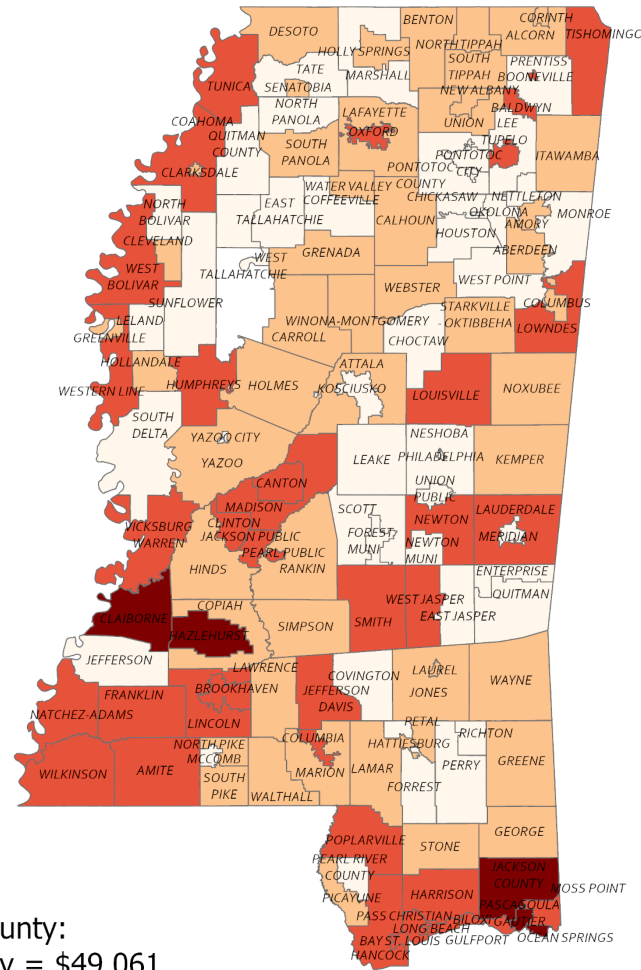 DESOTO
BENTON
CORINTH
ALCORN
TISHOMINGO
HOLLY SPRINGS
NORTH TIPPAH
SOUTH
TIPPAH
PRENTISS
BOONEVILLE
TATE
MARSHALL
TUNICA
SENATOBIA
NEW ALBANY
BALDWYN
NORTH
PANOLA
LAFAYETTE
UNION
LEE
COAHOMA
OXFORD
QUITMAN
COUNTY
TUPELO
SOUTH
PANOLA
PONTOTOC
CITY
ITAWAMBA
CLARKSDALE
PONTOTOC
COUNTY
WATER VALLEY
COFFEEVILLE
CHICKASAW
NETTLETON
NORTH
BOLIVAR
EAST
TALLAHATCHIE
OKOLONA
MONROE
CALHOUN
AMORY
HOUSTON
CLEVELAND
ABERDEEN
GRENADA
WEST
TALLAHATCHIE
WEST
BOLIVAR
WEST POINT
WEBSTER
SUNFLOWER
COLUMBUS
STARKVILLE
OKTIBBEHA
LELAND
WINONA-MONTGOMERY
LOWNDES
GREENVILLE
CARROLL
CHOCTAW
HOLLANDALE
ATTALA
WESTERN LINE
HUMPHREYS
HOLMES
KOSCIUSKO
LOUISVILLE
NOXUBEE
SOUTH
DELTA
YAZOO CITY
NESHOBA
YAZOO
LEAKE
PHILADELPHIA
KEMPER
CANTON
UNION
PUBLIC
MADISON
SCOTT
LAUDERDALE
NEWTON
VICKSBURG
WARREN
CLINTON
JACKSON PUBLIC
FOREST
MUNI
MERIDIAN
NEWTON
MUNI
PEARL PUBLIC
HINDS
RANKIN
ENTERPRISE
QUITMAN
CLAIBORNE
COPIAH
WEST JASPER
EAST JASPER
HAZLEHURST
SIMPSON
SMITH
JEFFERSON
LAWRENCE
COVINGTON
LAUREL
WAYNE
FRANKLIN
BROOKHAVEN
JEFFERSON
DAVIS
JONES
NATCHEZ-ADAMS
LINCOLN
PETAL
RICHTON
NORTH PIKE
MCCOMB
COLUMBIA
HATTIESBURG
WILKINSON
AMITE
MARION
LAMAR
PERRY
GREENE
SOUTH
PIKE
WALTHALL
FORREST
POPLARVILLE
STONE
GEORGE
PEARL RIVER
COUNTY
JACKSON
COUNTY
PICAYUNE
HARRISON
MOSS POINT
PASCAGOULA
PASS CHRISTIAN
BILOXI
GAUTIER
LONG BEACH
BAY ST. LOUIS
GULFPORT
OCEAN SPRINGS
HANCOCK
unty:
y = $49,061